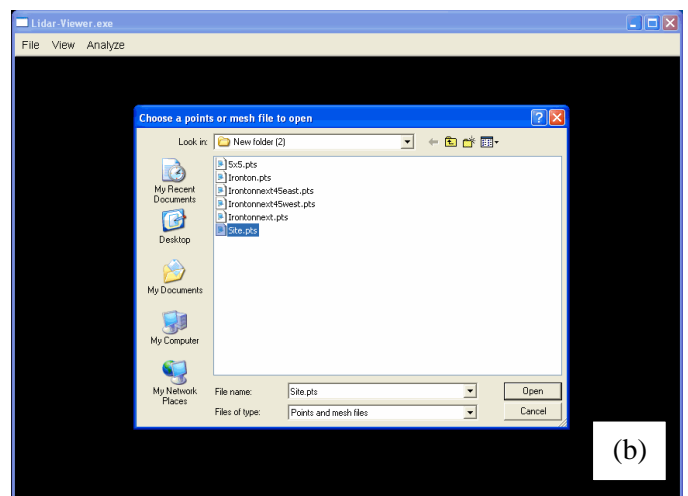 Lidar-Viewer.exe
File View Analyze
Choose a points or mesh file to open
Look in: New folder (2)
5x5.pts
Ironton.pts
Irontonnext45east.pts
Irontonnext45west.pts
Irontonnext.pts
Site.pts
My Recent
Documents
Desktop
My Documents
My Computer
My Network
Places
File name: Site.pts Open
Files of type: Points and mesh files Cancel
(b)